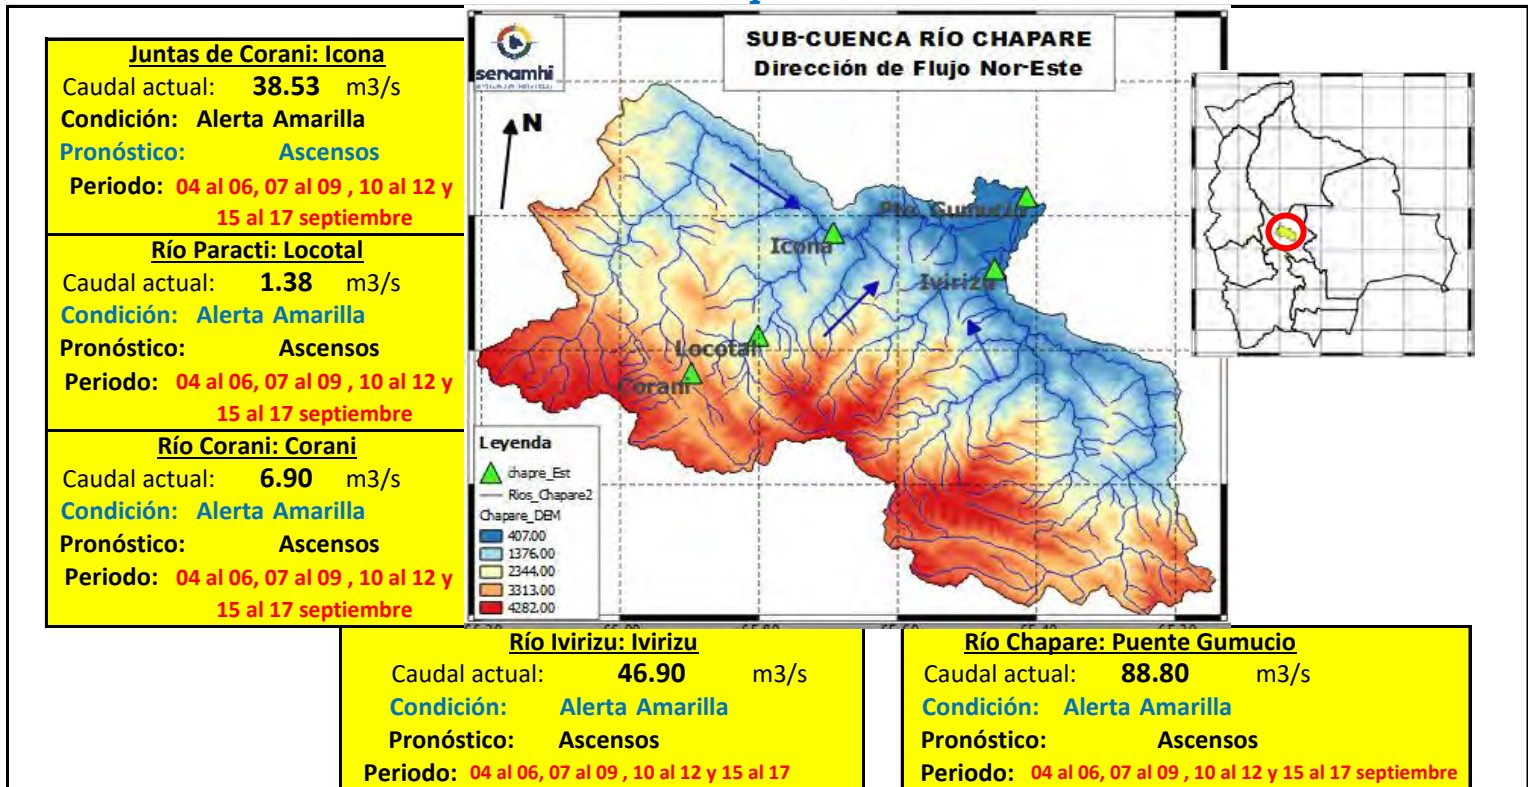 Juntas de Corani: Icona
Caudal actual: 38.53 m3/s
Condición: Alerta Amarilla
Pronóstico: Ascensos
Periodo: 04 al 06, 07 al 09 , 10 al 12 y
15 al 17 septiembre
Río Paracti: Locotal
Caudal actual: 1.38 m3/s
Condición: Alerta Amarilla
Pronóstico: Ascensos
Periodo: 04 al 06, 07 al 09 , 10 al 12 y
15 al 17 septiembre
Río Corani: Corani
Caudal actual: 6.90 m3/s
Condición: Alerta Amarilla
Pronóstico: Ascensos
Periodo: 04 al 06, 07 al 09 , 10 al 12 y
15 al 17 septiembre
senamhi
SUB-CUENCA RÍO CHAPARE
Dirección de Flujo Nor-Este
N
Pto. Gumucio
Icona
Ivirizu
Locotal
Corani
Leyenda
chapre_Est
Rios_Chapare2
Chapare_DEM
407.00
1376.00
2344.00
3313.00
4282.00
Río Ivirizu: Ivirizu
Caudal actual: 46.90 m3/s
Condición: Alerta Amarilla
Pronóstico: Ascensos
Periodo: 04 al 06, 07 al 09 , 10 al 12 y 15 al 17
Río Chapare: Puente Gumucio
Caudal actual: 88.80 m3/s
Condición: Alerta Amarilla
Pronóstico: Ascensos
Periodo: 04 al 06, 07 al 09 , 10 al 12 y 15 al 17 septiembre